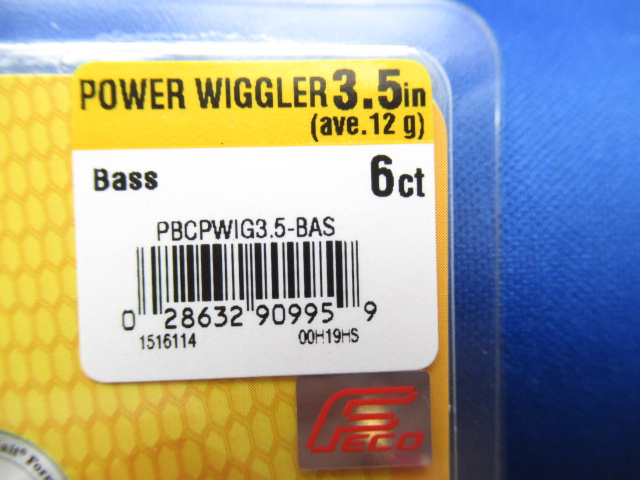 POWER WIGGLER 3.5in
(ave.12 g)
Bass 6ct
PBCPWIG3.5-BAS
0 28632 90995 9
1516114 00H19HS
FECO